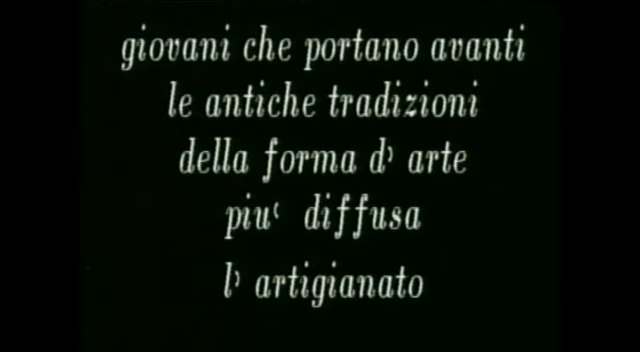 giovani che portano avanti
le antiche tradizioni
della forma d' arte
piu‘ diffusa
l' artigianato